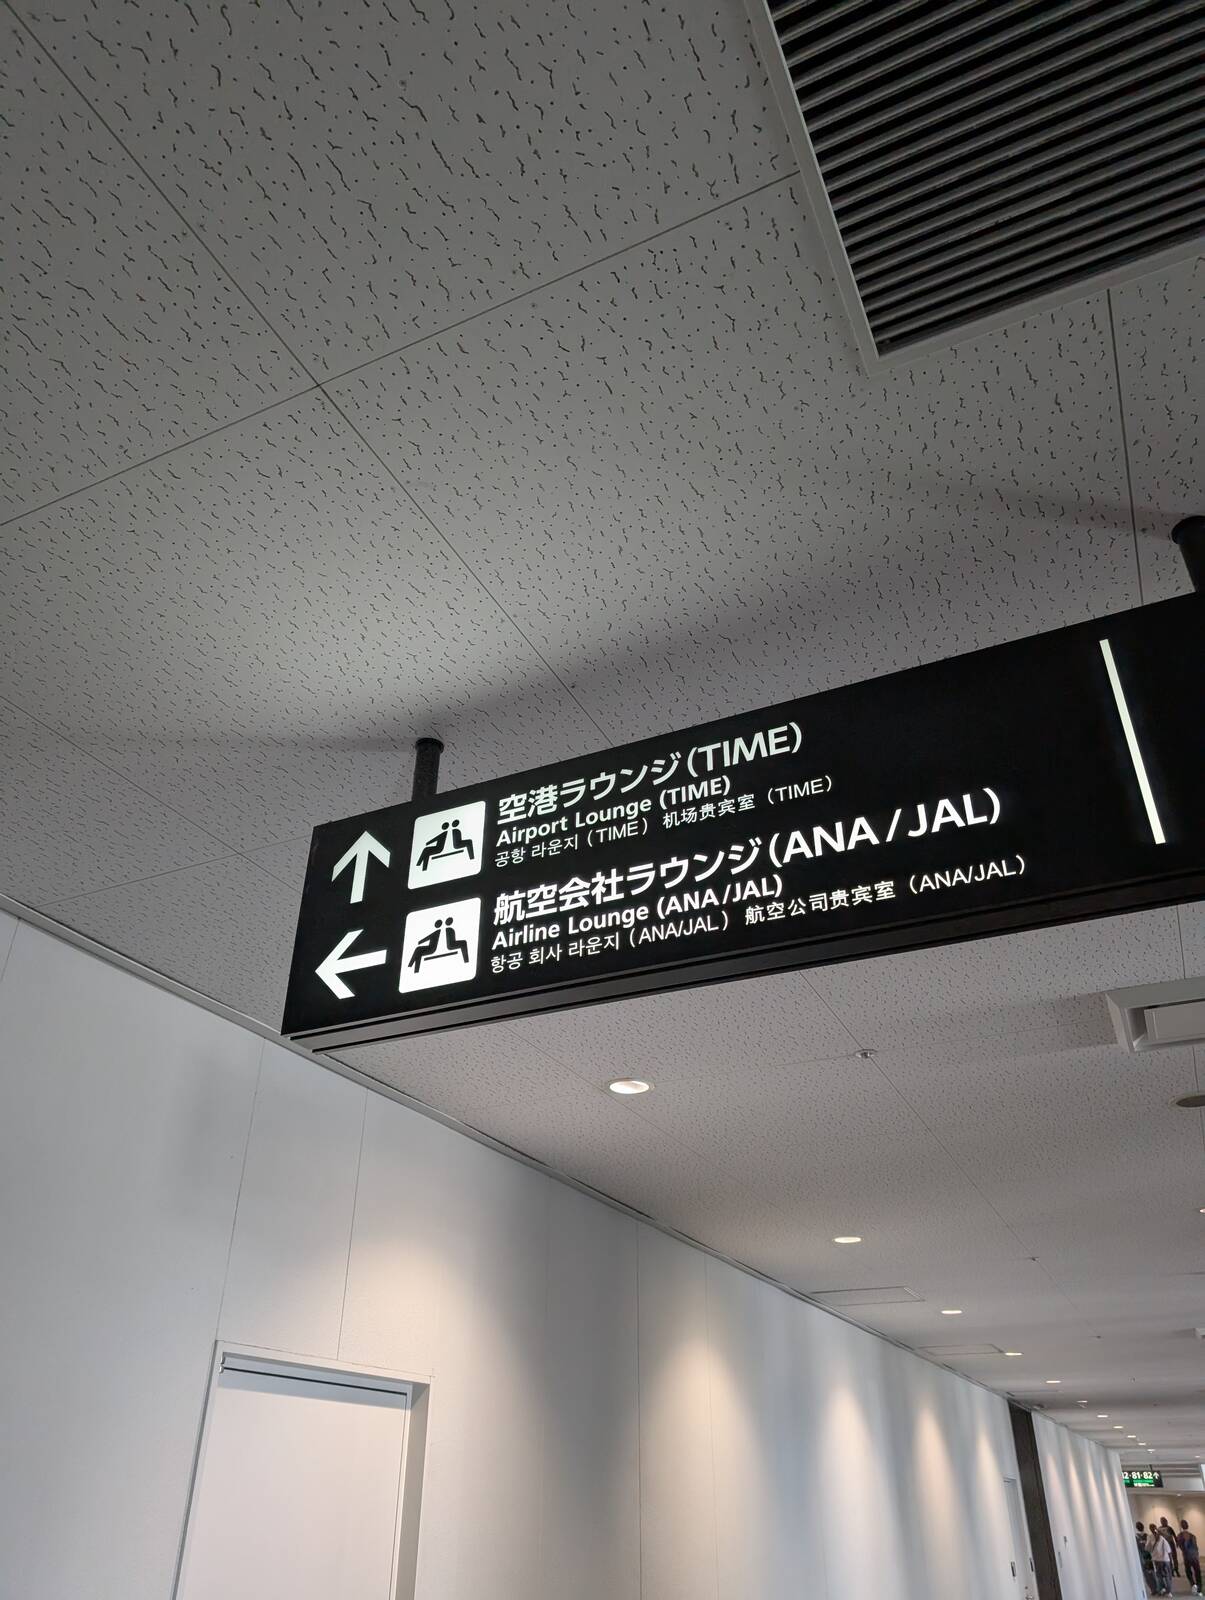 空港ラウンジ(TIME)
Airport Lounge (TIME)
공항 라운지 (TIME) 机场贵宾室 (TIME)
航空会社ラウンジ(ANA/JAL)
Airline Lounge (ANA/JAL)
항공 회사 라운지 (ANA/JAL) 航空公司贵宾室 (ANA/JAL)
81·82